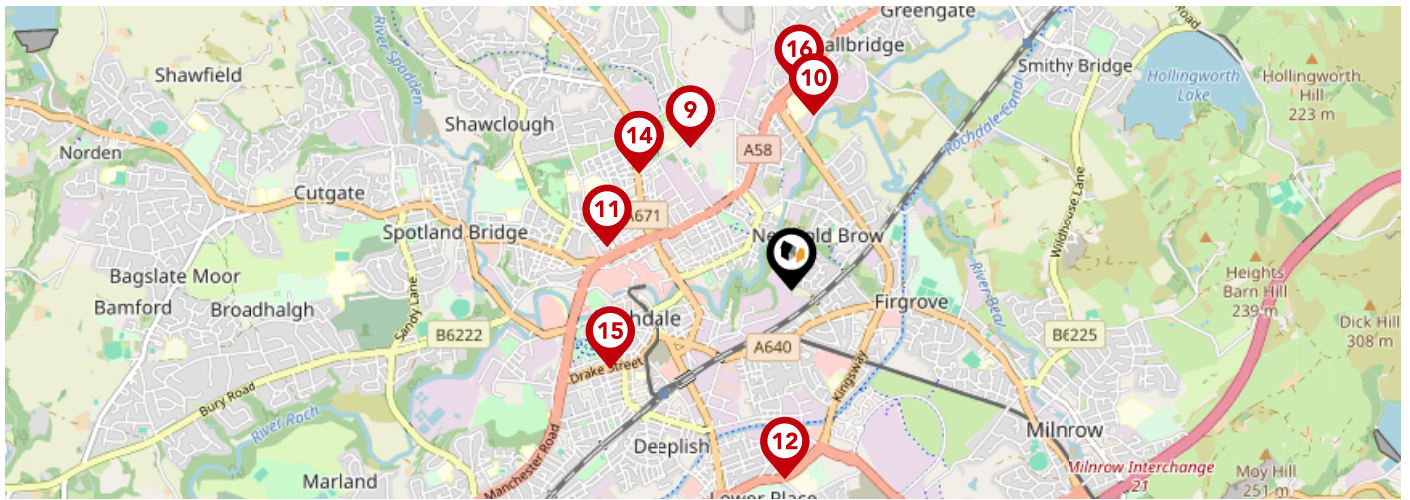 Greengate
Road
16
allbridge
Smithy Bridge
Shawfield
River Spodden
10
Hollingworth
Lake
Hollingworth
Hill
223 m
9
Shawclough
14
Rochdale Canal
Norden
A58
Cutgate
11
A671
Wildhouse Lane
Spotland Bridge
Brow
Bagslate Moor
River Beal
Heights
Barn Hill
239 m
Bamford
Broadhalgh
Sandy Lane
Firgrove
hdale
15
B6222
A640
B6225
Dick Hill
308 m
Drake Street
Kingsway
Bury Road
River Roch
Deeplish
12
Milnrow
Manchester Road
Marland
Milnrow Interchange
21
Moy Hill
251 m
Lower Place